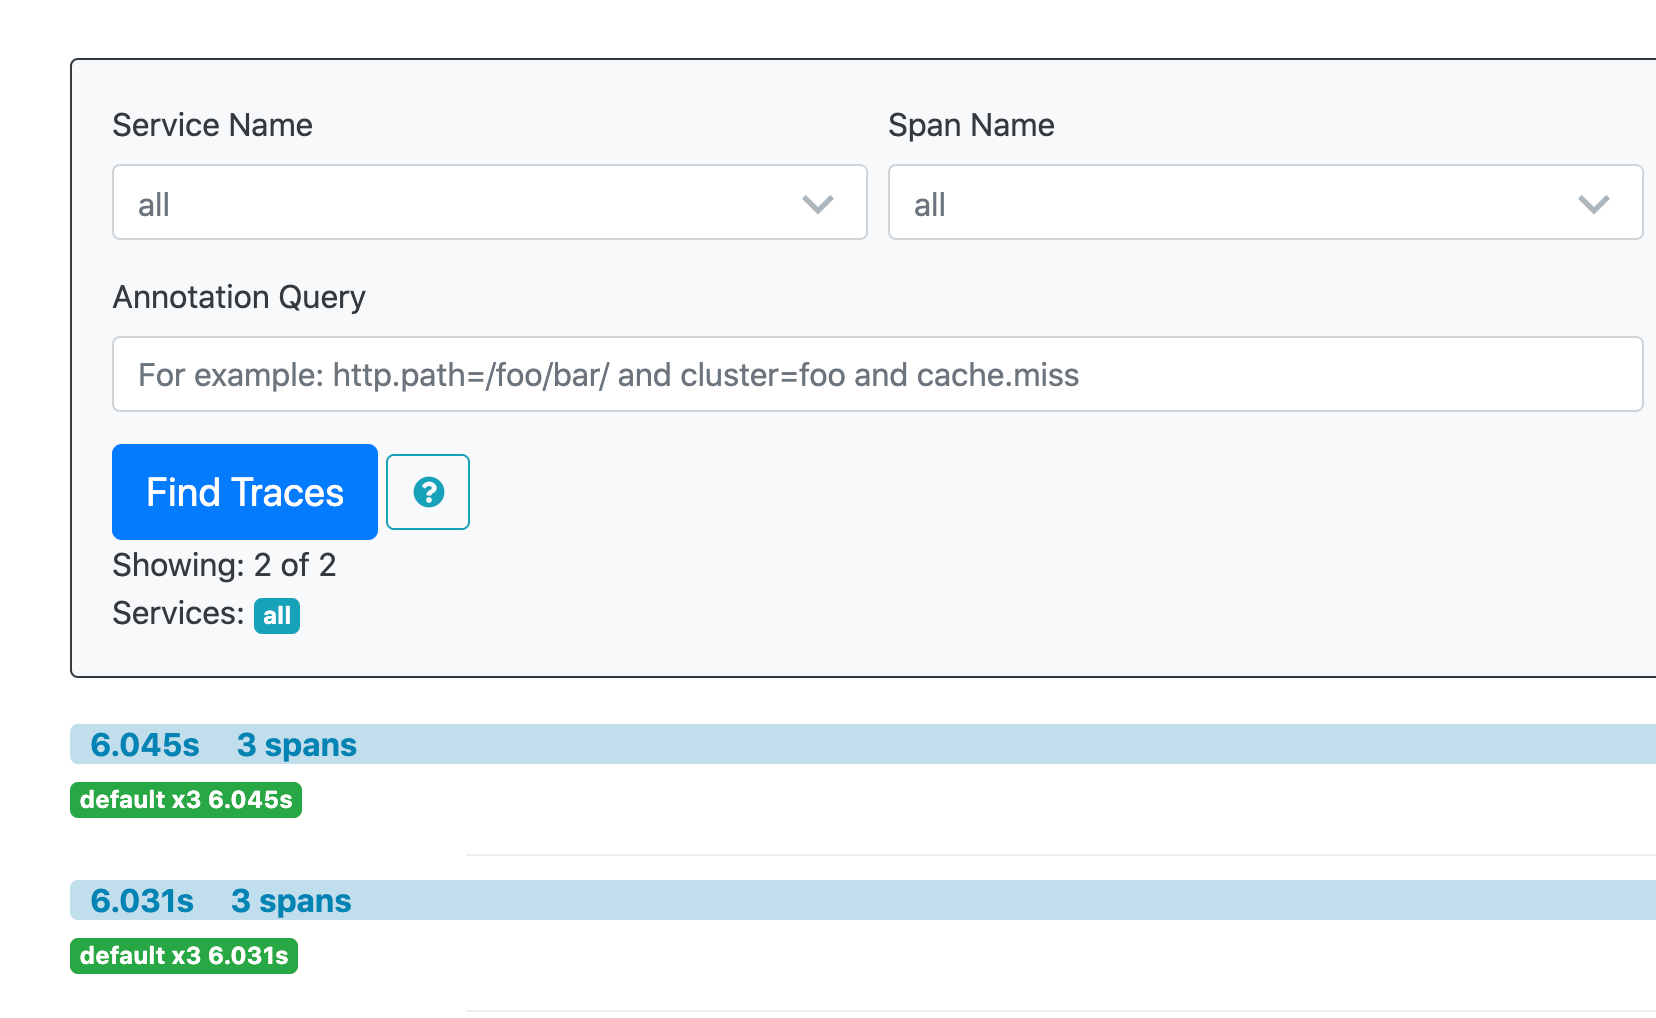 Service Name
Span Name
all
all
Annotation Query
For example: http.path=/foo/bar/ and cluster=foo and cache.miss
Find Traces
?
Showing: 2 of 2
Services: all
6.045s 3 spans
default x3 6.045s
6.031s 3 spans
default x3 6.031s